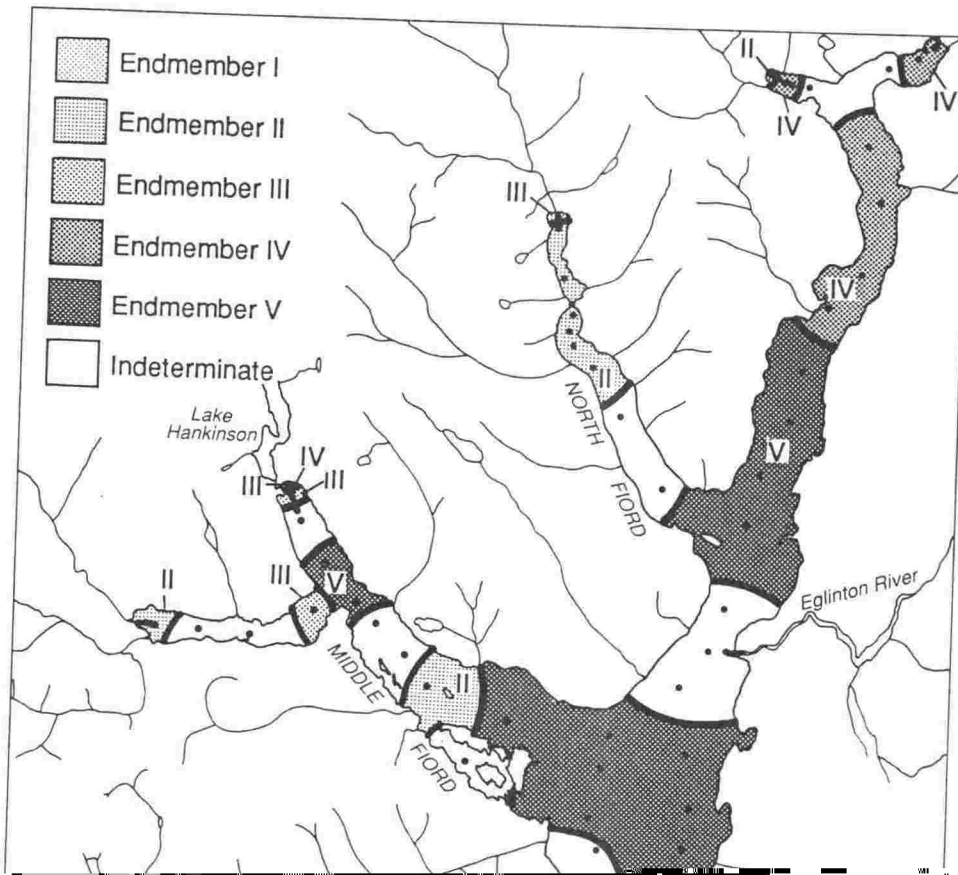 Endmember I
Endmember II
Endmember III
Endmember IV
Endmember V
Indeterminate
II
IV
IV
III
IV
II
NORTH
FIORD
V
Lake
Hankinson
IV
III
III
II
III
V
Eglinton River
MIDDLE
FIORD
II